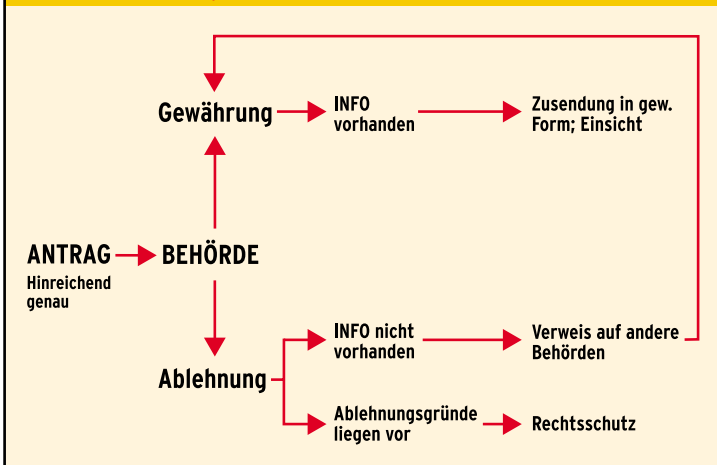 Gewährung
INFO
vorhanden
Zusendung in gew.
Form; Einsicht
ANTRAG
Hinreichend
genau
BEHÖRDE
INFO nicht
vorhanden
Verweis auf andere
Behörden
Ablehnung
Ablehnungsgründe
liegen vor
Rechtsschutz